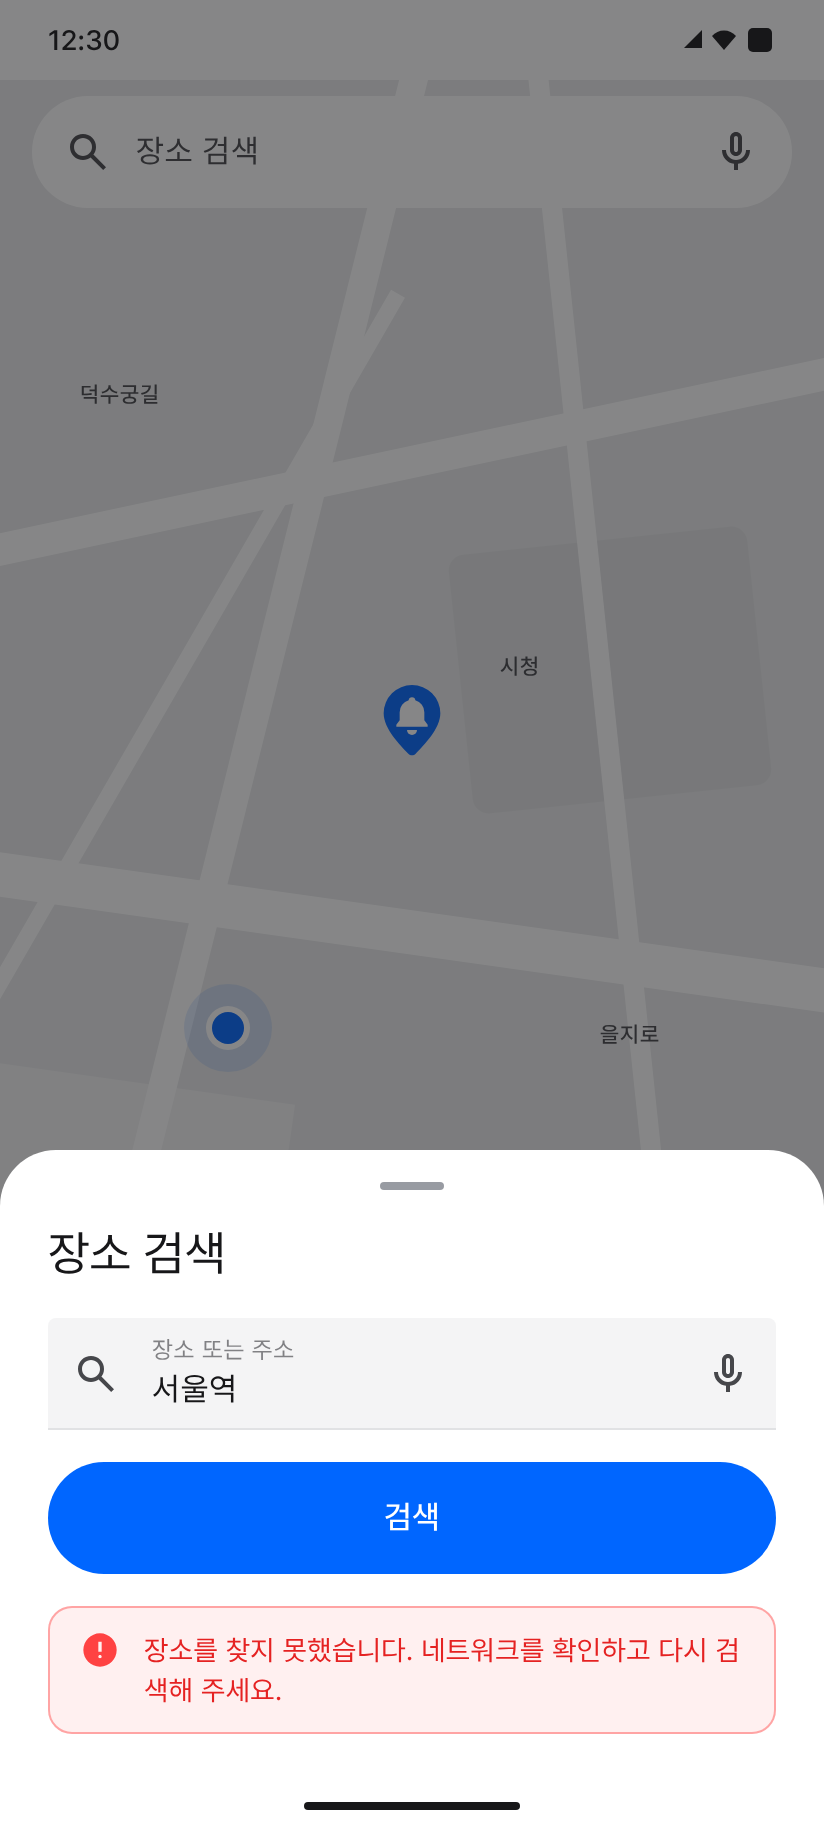 12:30
장소 검색
덕수궁길
시청
을지로
장소 검색
장소 또는 주소
서울역
검색
장소를 찾지 못했습니다. 네트워크를 확인하고 다시 검
색해 주세요.